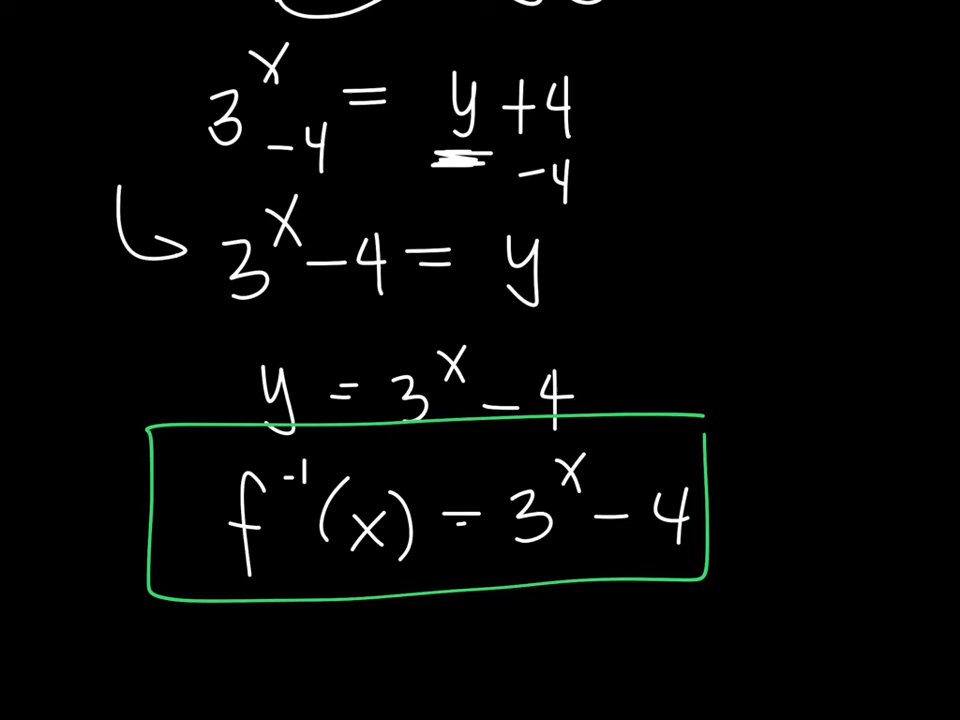 3^x = y + 4
-4 -4
3^x - 4 = y
y = 3^x - 4
f^-1(x) = 3^x - 4